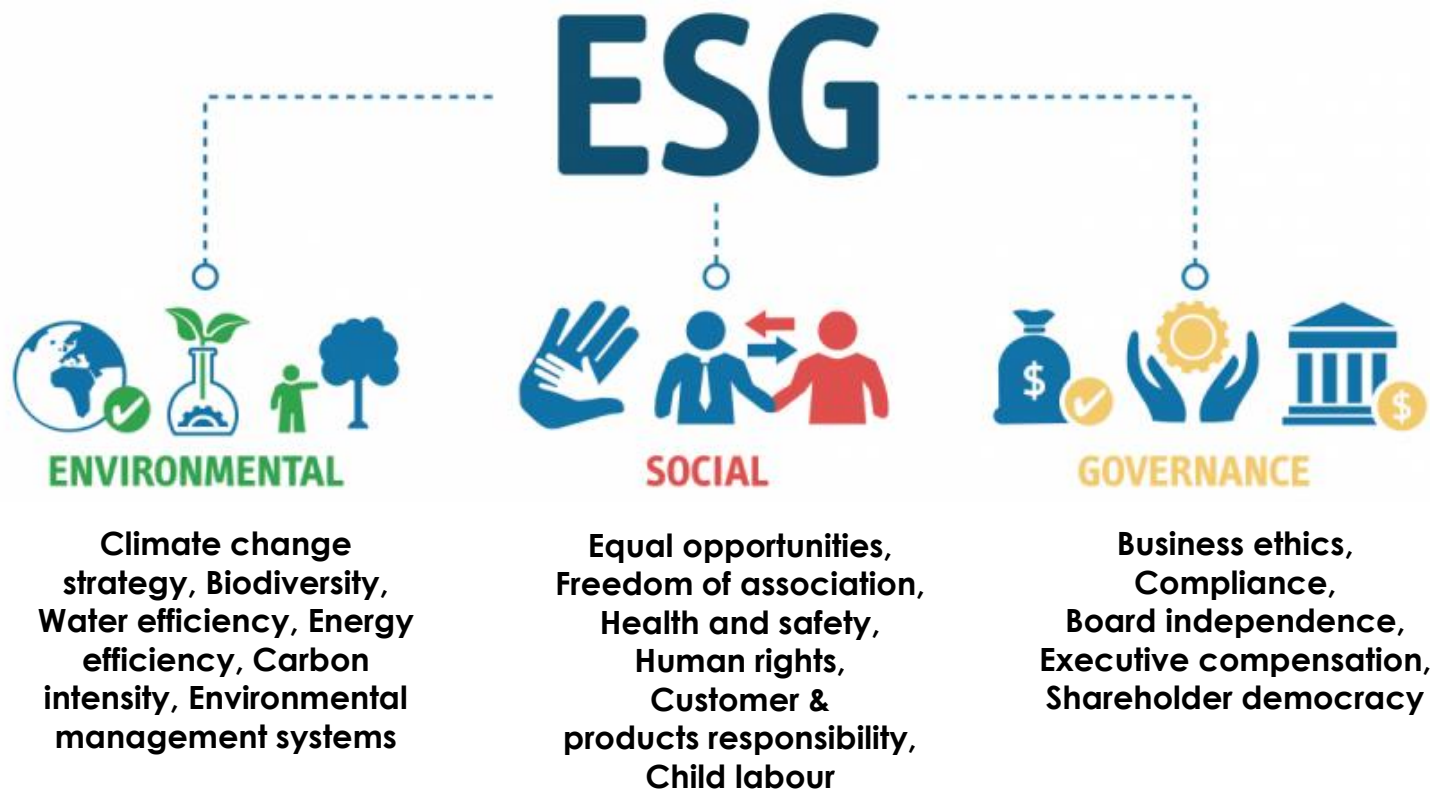 ESG
ENVIRONMENTAL
Climate change
strategy, Biodiversity,
Water efficiency, Energy
efficiency, Carbon
intensity, Environmental
management systems
SOCIAL
Equal opportunities,
Freedom of association,
Health and safety,
Human rights,
Customer &
products responsibility,
Child labour
$
$
GOVERNANCE
Business ethics,
Compliance,
Board independence,
Executive compensation,
Shareholder democracy